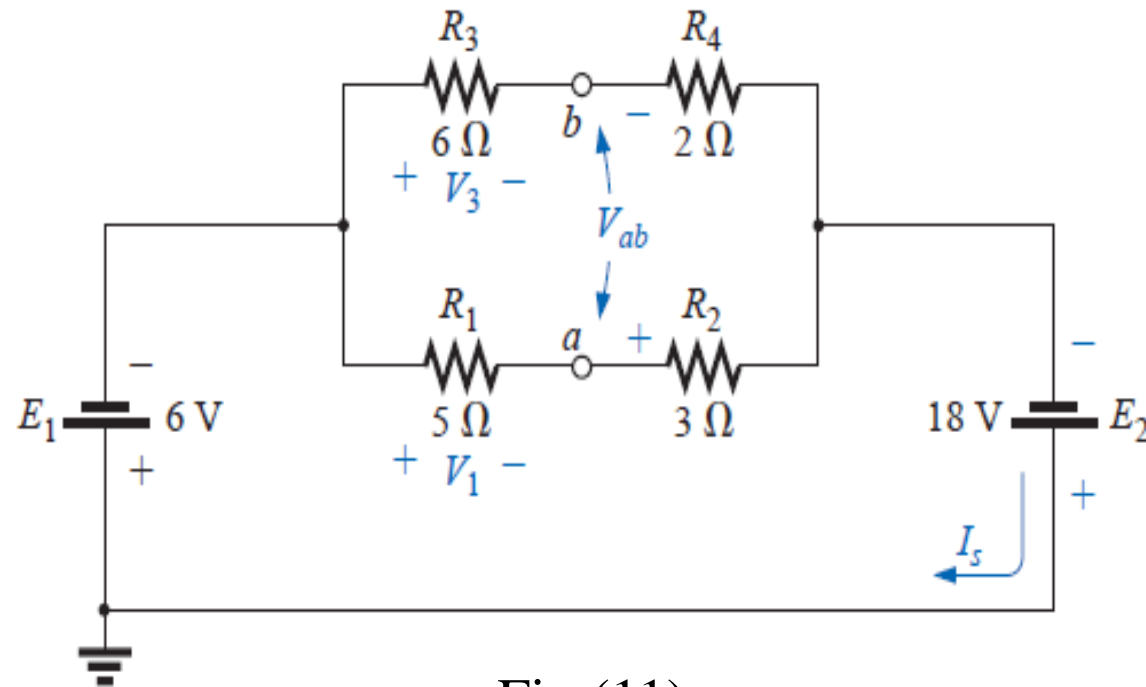 R3 R4
b −
6 Ω 2 Ω
+ V3 −
Vab
R1 a + R2
− −
E1 6 V 5 Ω 3 Ω 18 V E2
+ + V1 − +
Is